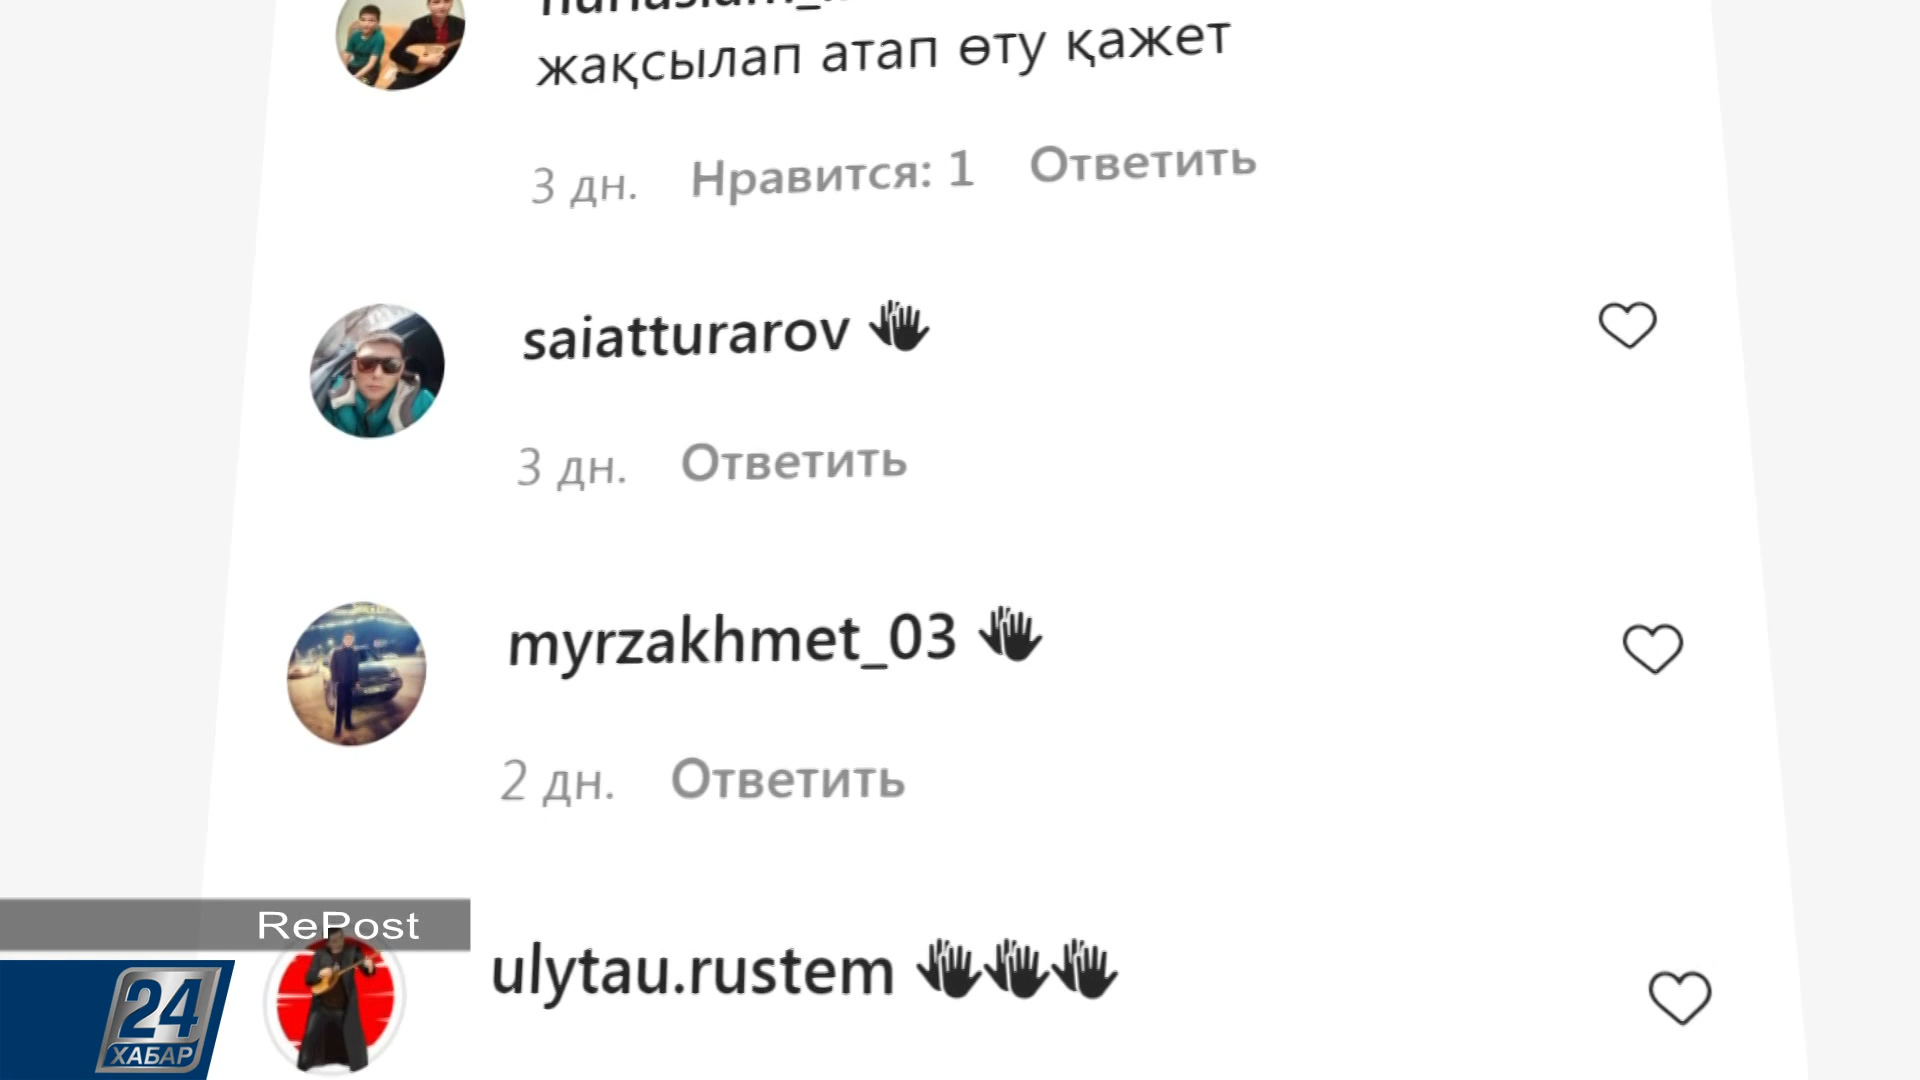 жақсылап атап өту қажет
3 дн. Нравится: 1 Ответить
saiatturarov 👋
3 дн. Ответить
myrzakhmet_03 👋
2 дн. Ответить
ulytau.rustem 👋👋👋
RePost
24
ХАБАР